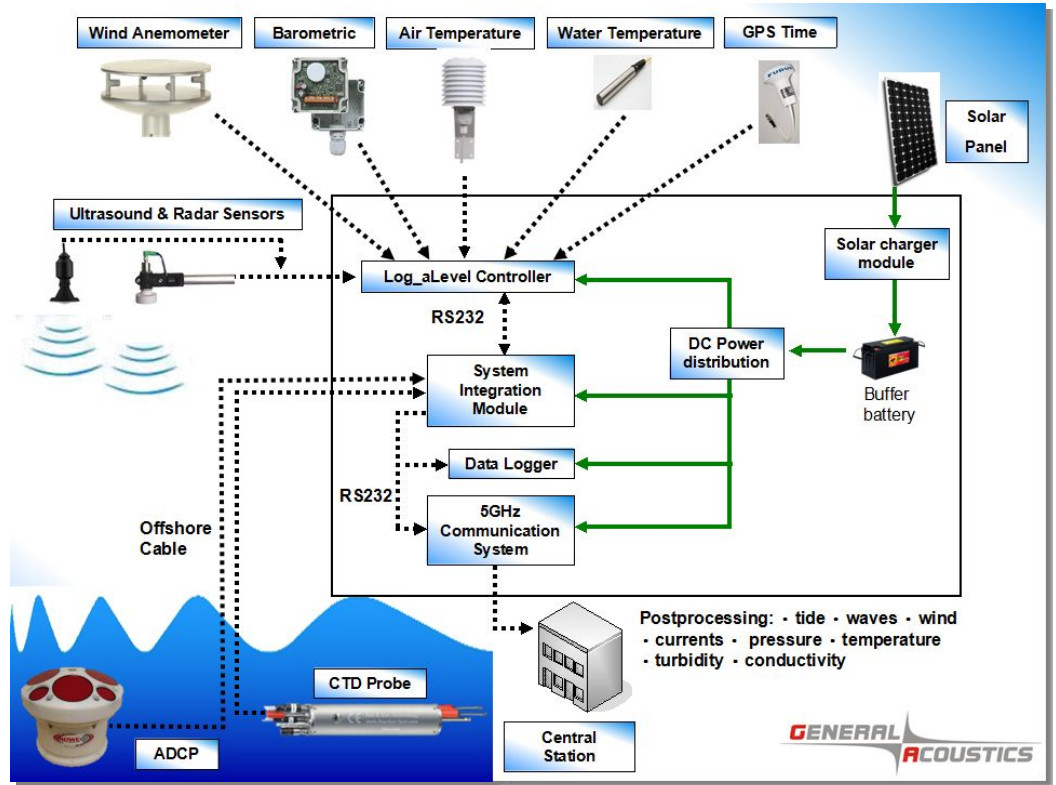 Wind Anemometer
Barometric
Air Temperature
Water Temperature
GPS Time
Solar
Panel
Ultrasound & Radar Sensors
Solar charger
module
Log_aLevel Controller
RS232
DC Power
distribution
System
Integration
Module
Buffer
battery
Data Logger
RS232
5GHz
Communication
System
Offshore
Cable
Postprocessing: - tide - waves - wind
- currents - pressure - temperature
- turbidity - conductivity
CTD Probe
ADCP
Central
Station
GENERAL
ACOUSTICS